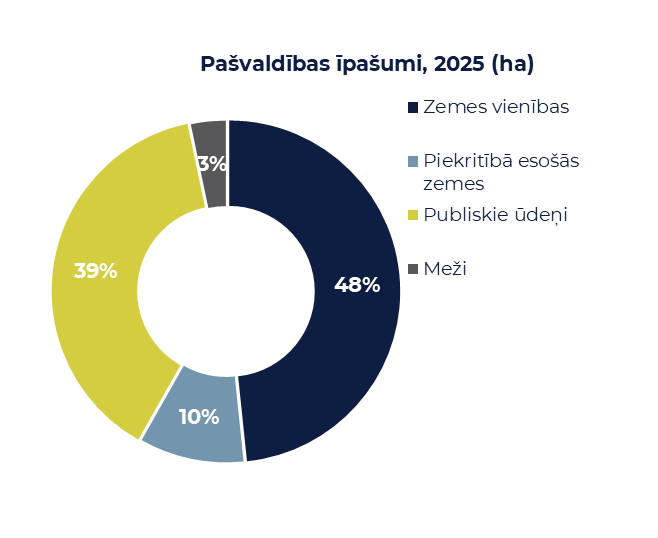 Pašvaldības īpašumi, 2025 (ha)
Zemes vienības
Piekritībā esošās
zemes
Publiskie ūdeņi
Meži
3%
39%
48%
10%